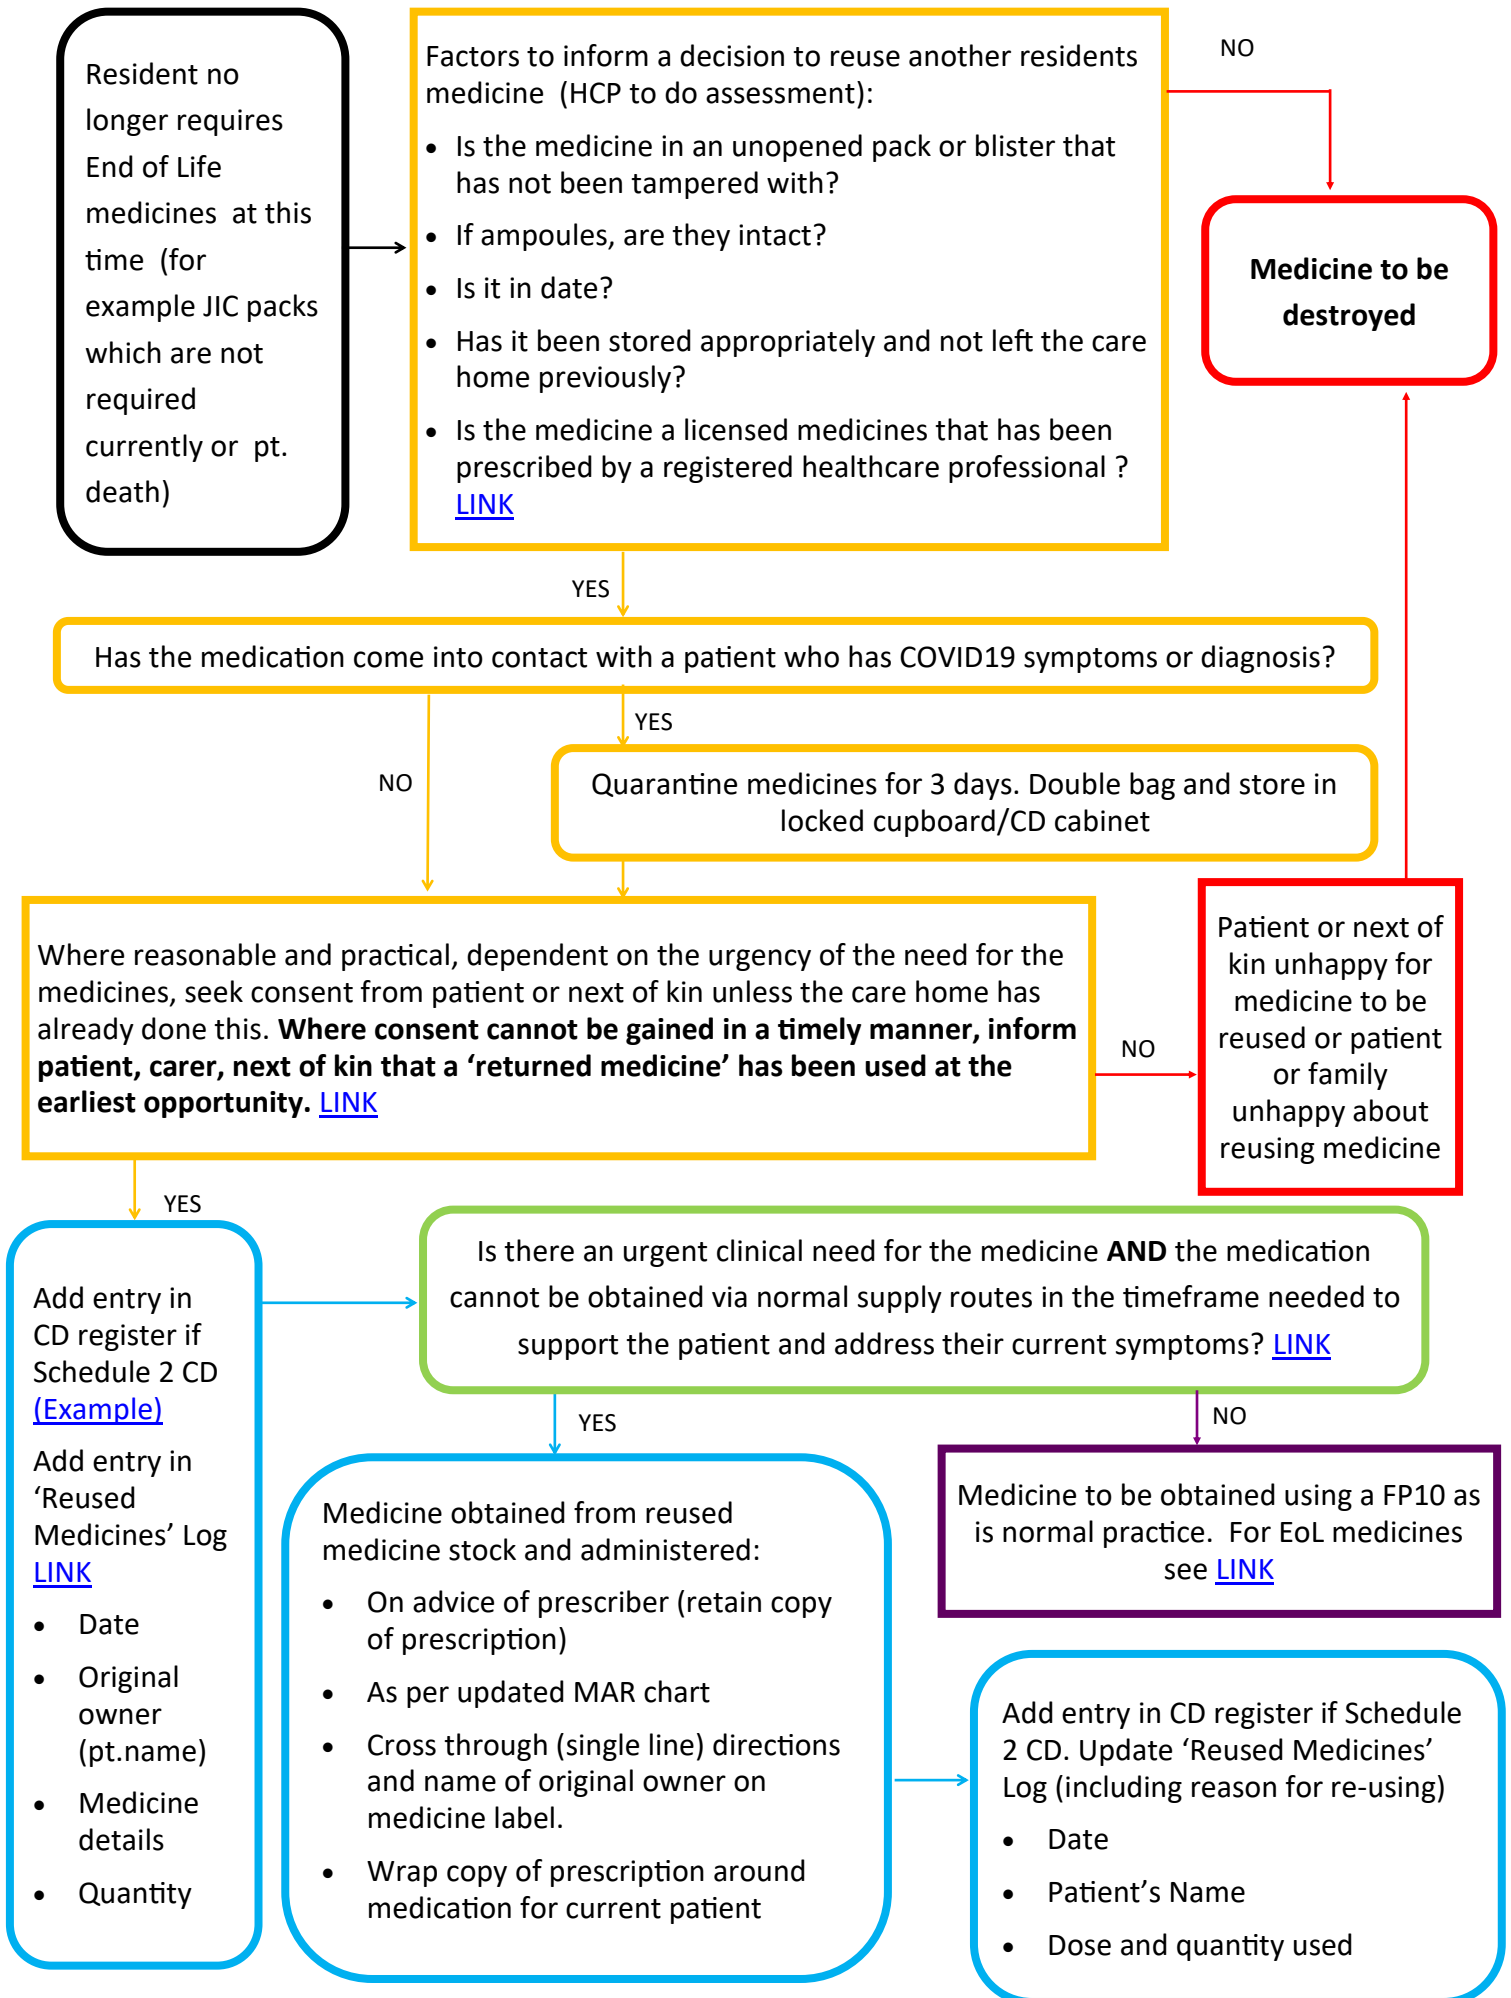 Resident no
longer requires
End of Life
medicines at this
time (for
example JIC packs
which are not
required
currently or pt.
death)
Factors to inform a decision to reuse another residents
medicine (HCP to do assessment):
• Is the medicine in an unopened pack or blister that
has not been tampered with?
• If ampoules, are they intact?
• Is it in date?
• Has it been stored appropriately and not left the care
home previously?
• Is the medicine a licensed medicines that has been
prescribed by a registered healthcare professional ?
LINK
NO
Medicine to be
destroyed
YES
Has the medication come into contact with a patient who has COVID19 symptoms or diagnosis?
YES
NO
Quarantine medicines for 3 days. Double bag and store in
locked cupboard/CD cabinet
Where reasonable and practical, dependent on the urgency of the need for the
medicines, seek consent from patient or next of kin unless the care home has
already done this. Where consent cannot be gained in a timely manner, inform
patient, carer, next of kin that a ‘returned medicine’ has been used at the
earliest opportunity. LINK
NO
Patient or next of
kin unhappy for
medicine to be
reused or patient
or family
unhappy about
reusing medicine
YES
Add entry in
CD register if
Schedule 2 CD
(Example)
Add entry in
‘Reused
Medicines’ Log
LINK
• Date
• Original
owner
(pt.name)
• Medicine
details
• Quantity
Is there an urgent clinical need for the medicine AND the medication
cannot be obtained via normal supply routes in the timeframe needed to
support the patient and address their current symptoms? LINK
YES
NO
Medicine to be obtained using a FP10 as
is normal practice. For EoL medicines
see LINK
Medicine obtained from reused
medicine stock and administered:
• On advice of prescriber (retain copy
of prescription)
• As per updated MAR chart
• Cross through (single line) directions
and name of original owner on
medicine label.
• Wrap copy of prescription around
medication for current patient
Add entry in CD register if Schedule
2 CD. Update ‘Reused Medicines’
Log (including reason for re-using)
• Date
• Patient’s Name
• Dose and quantity used